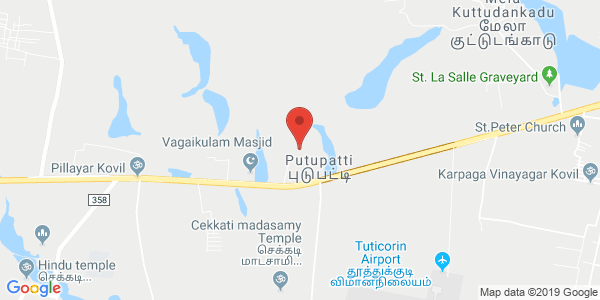 Mela
Kuttudankadu
மேலா
குட்டுடங்காடு
St. La Salle Graveyard
St.Peter Church
Vagaikulam Masjid
Putupatti
புடுபட்டி
Pillayar Kovil
Karpaga Vinayagar Kovil
358
Cekkati madasamy
Temple
செக்கடி
மாடசாமி...
Tuticorin
Airport
தூத்துக்குடி
விமானநிலையம்
Hindu temple
செக்கடி...
Google
Map data ©2019 Google